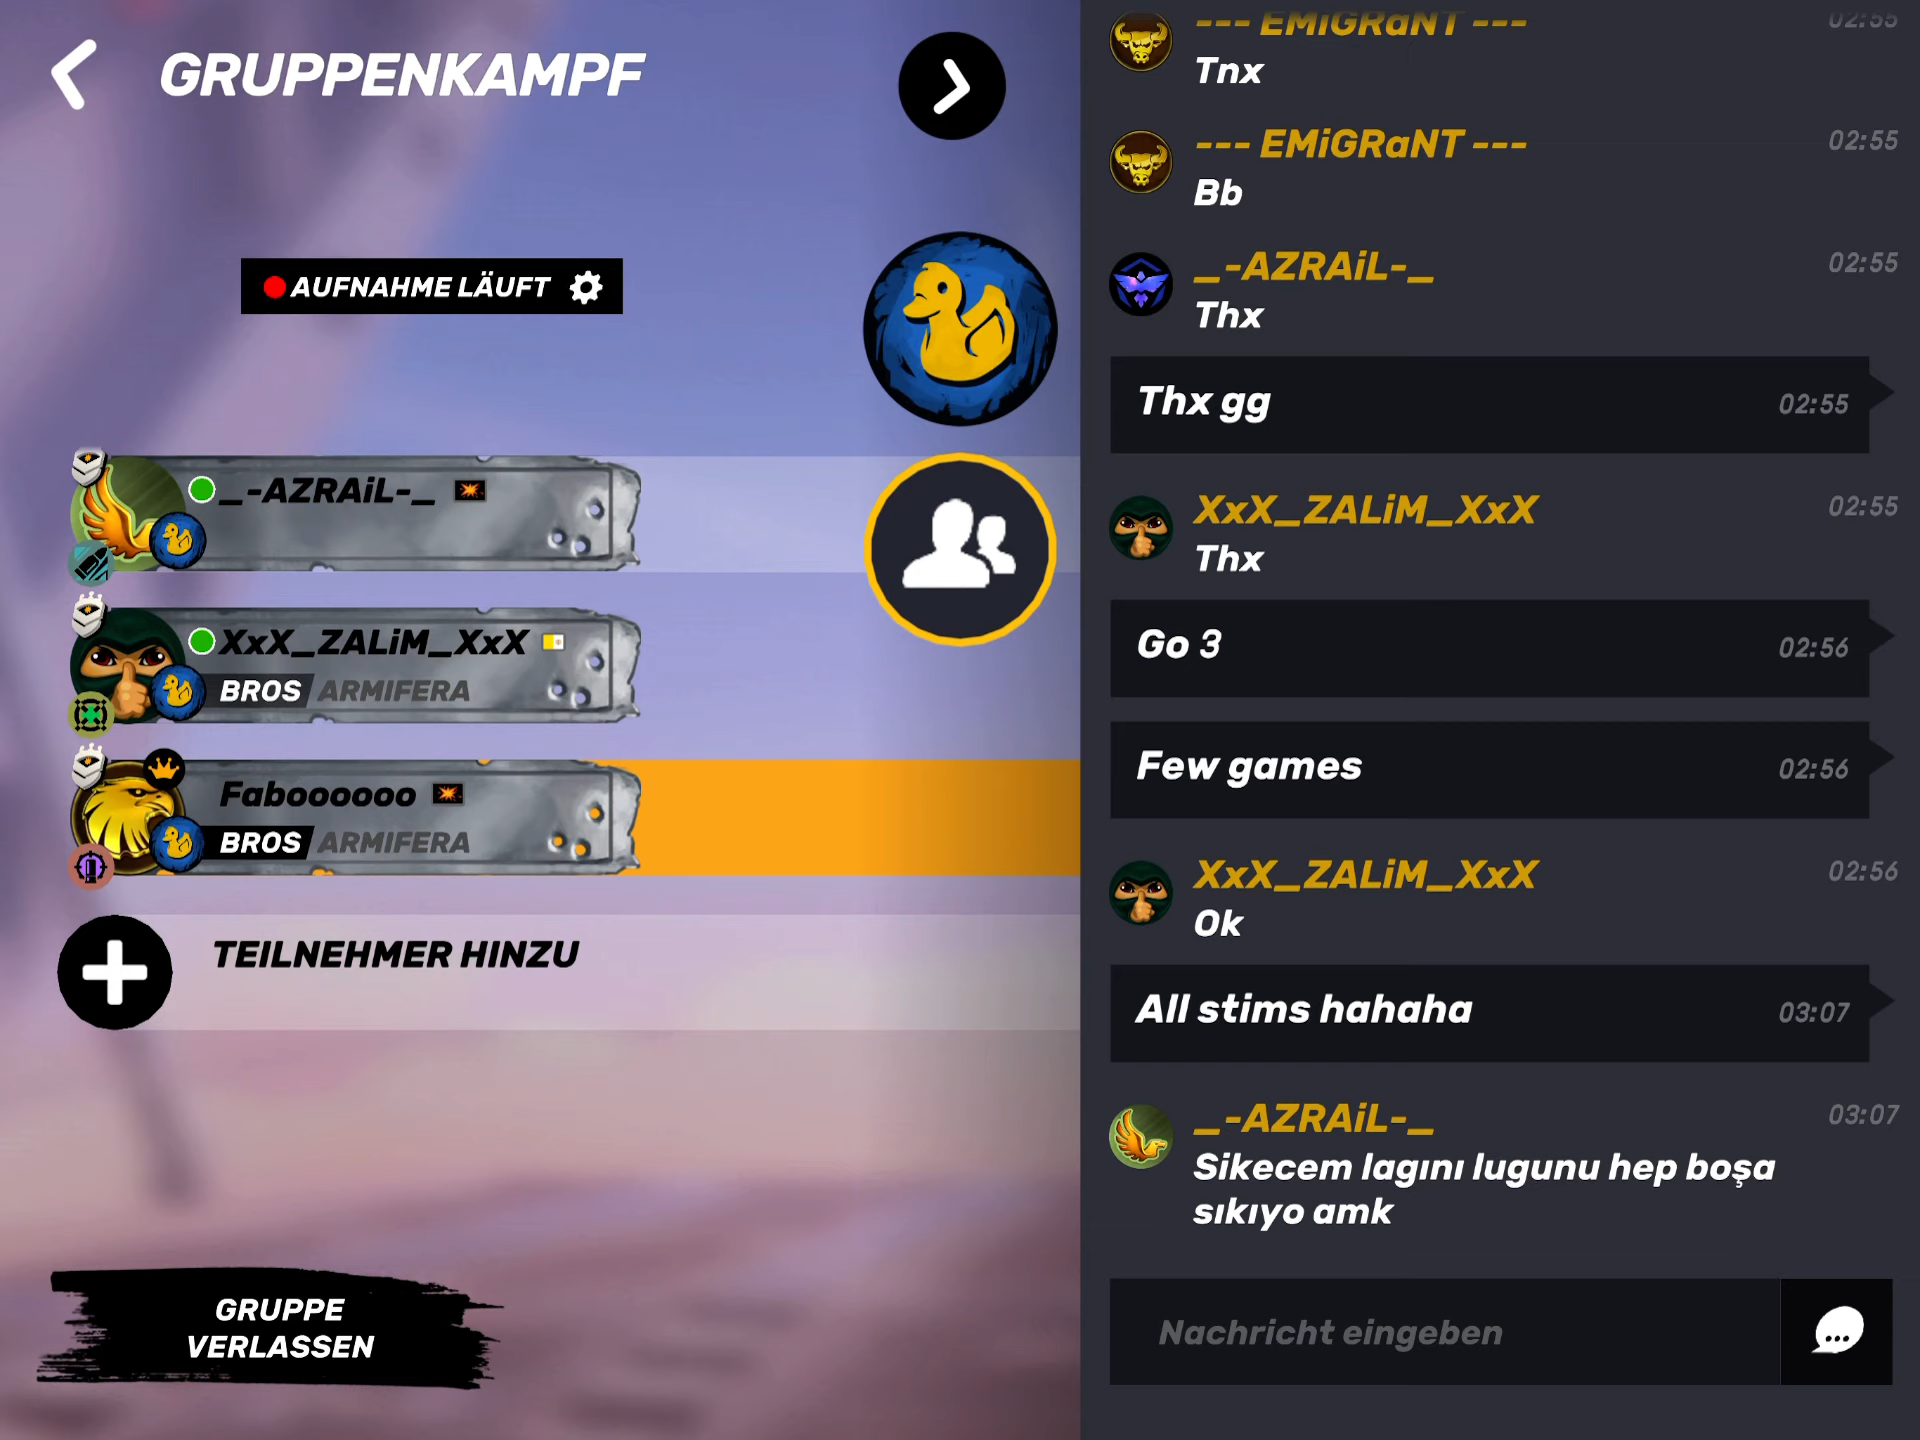 GRUPPENKAMPF
AUFNAHME LÄUFT
_-AZRAiL-_
XxX_ZALiM_XxX
BROS ARMIFERA
Faboooooo
BROS ARMIFERA
TEILNEHMER HINZU
GRUPPE
VERLASSEN
--- EMiGRaNT --- 02:55
Tnx
--- EMiGRaNT --- 02:55
Bb
_-AZRAiL-_ 02:55
Thx
Thx gg 02:55
XxX_ZALiM_XxX 02:55
Thx
Go 3 02:56
Few games 02:56
XxX_ZALiM_XxX 02:56
Ok
All stims hahaha 03:07
_-AZRAiL-_ 03:07
Sikecem lagını lugunu hep boşa
sıkıyo amk
Nachricht eingeben